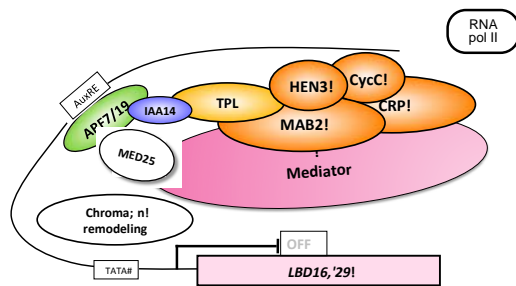 RNA
pol II
AuxRE
APF7/19
IAA14
TPL
HEN3!
CycC!
CRP!
MAB2!
!
Mediator
MED25
Chroma; n!
remodeling
OFF
TATA#
LBD16,'29!